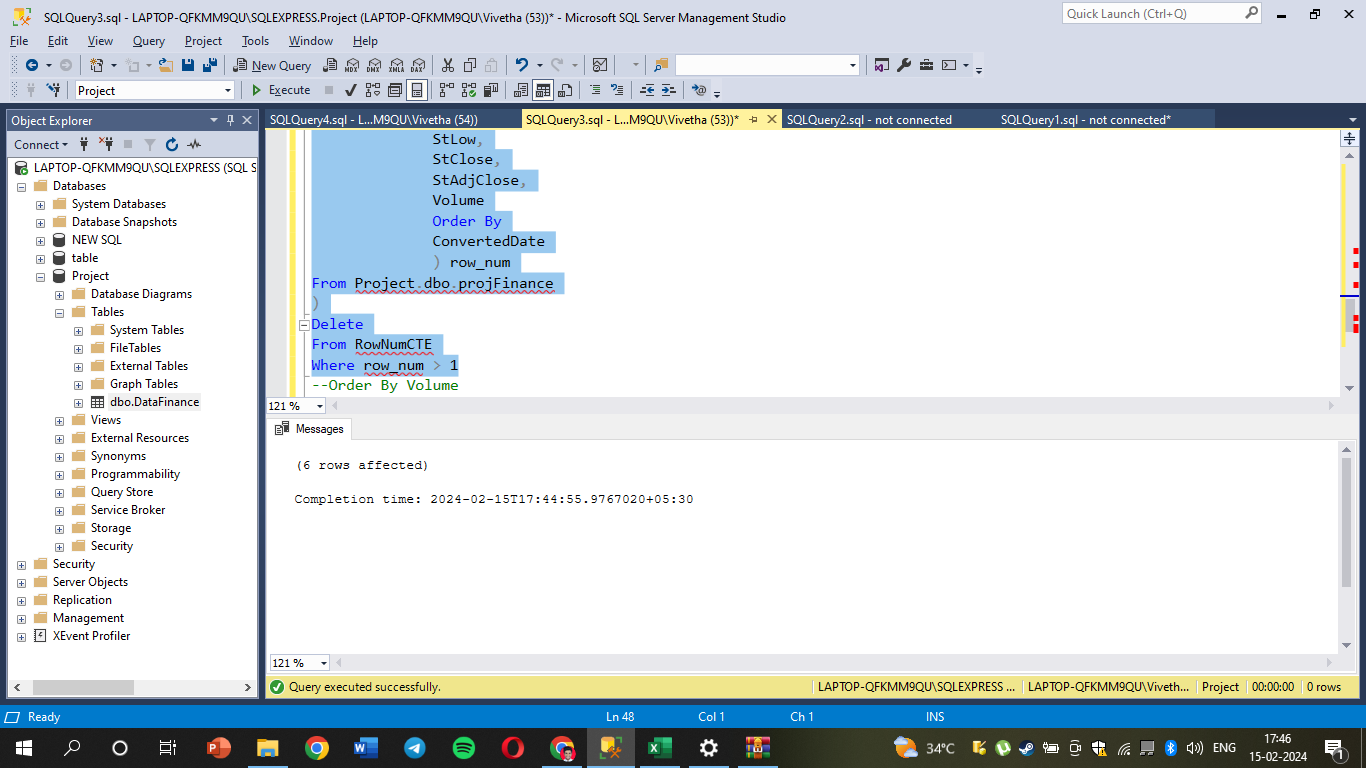 SQLQuery3.sql - LAPTOP-QFKMM9QU\SQLEXPRESS.Project (LAPTOP-QFKMM9QU\Vivetha (53))* - Microsoft SQL Server Management Studio
Quick Launch (Ctrl+Q)
File Edit View Query Project Tools Window Help
New Query MDX DMX XMLA DAX
Project Execute
Object Explorer
SQLQuery4.sql - L...M9QU\Vivetha (54)) SQLQuery3.sql - L...M9QU\Vivetha (53))* SQLQuery2.sql - not connected SQLQuery1.sql - not connected*
Connect
LAPTOP-QFKMM9QU\SQLEXPRESS (SQL S
Databases
System Databases
Database Snapshots
NEW SQL
table
Project
Database Diagrams
Tables
System Tables
FileTables
External Tables
Graph Tables
dbo.DataFinance
Views
External Resources
Synonyms
Programmability
Query Store
Service Broker
Storage
Security
Security
Server Objects
Replication
Management
XEvent Profiler
StLow,
StClose,
StAdjClose,
Volume
Order By
ConvertedDate
) row_num
From Project.dbo.projFinance
)
Delete
From RowNumCTE
Where row_num > 1
--Order By Volume
121 %
Messages
(6 rows affected)
Completion time: 2024-02-15T17:44:55.9767020+05:30
121 %
Query executed successfully. LAPTOP-QFKMM9QU\SQLEXPRESS ... LAPTOP-QFKMM9QU\Viveth... Project 00:00:00 0 rows
Ready Ln 48 Col 1 Ch 1 INS
34°C ENG 17:46
15-02-2024 1